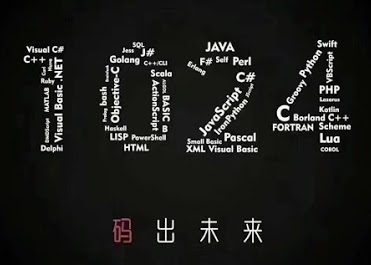 Visual C#
C++
Ruby
MATLAB
Visual Basic .NET
Delphi
SQL
Jess
J#
Golang
C++/CLI
Scala
bash
Objective-C
ActionScript
BASIC
B
Haskell
LISP
PowerShell
HTML
JAVA
F#
Self
Perl
Erlang
C#
JavaScript
IronPython
Pascal
Small Basic
XML
Visual Basic
Swift
Python
Groovy
VBScript
PHP
Lazarus
C
Kotlin
Borland C++
FORTRAN
Scheme
Lua
COBOL
码出未来